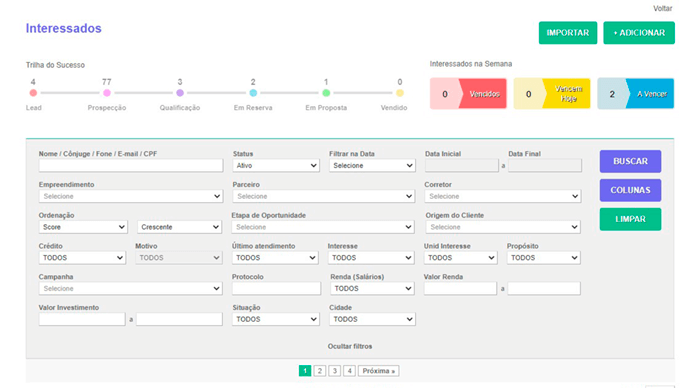 Voltar
Interessados
IMPORTAR
+ ADICIONAR
Trilha do Sucesso
Interessados na Semana
4 77 3 2 1 0
Lead Prospecção Qualificação Em Reserva Em Proposta Vendido
0 Vencidos
0 Vencem Hoje
2 A Vencer
Nome / Cônjuge / Fone / E-mail / CPF Status Filtrar na Data Data Inicial Data Final
Ativo Selecione a
BUSCAR
Empreendimento Parceiro Corretor
Selecione Selecione Selecione
COLUNAS
Ordenação Etapa de Oportunidade Origem do Cliente
Score Crescente Selecione Selecione
LIMPAR
Crédito Motivo Último atendimento Interesse Unid Interesse Propósito
TODOS TODOS TODOS TODOS TODOS TODOS
Campanha Protocolo Renda (Salários) Valor Renda
Selecione TODOS a
Valor Investimento Situação Cidade
a TODOS TODOS
Ocultar filtros
1 2 3 4 Próxima »